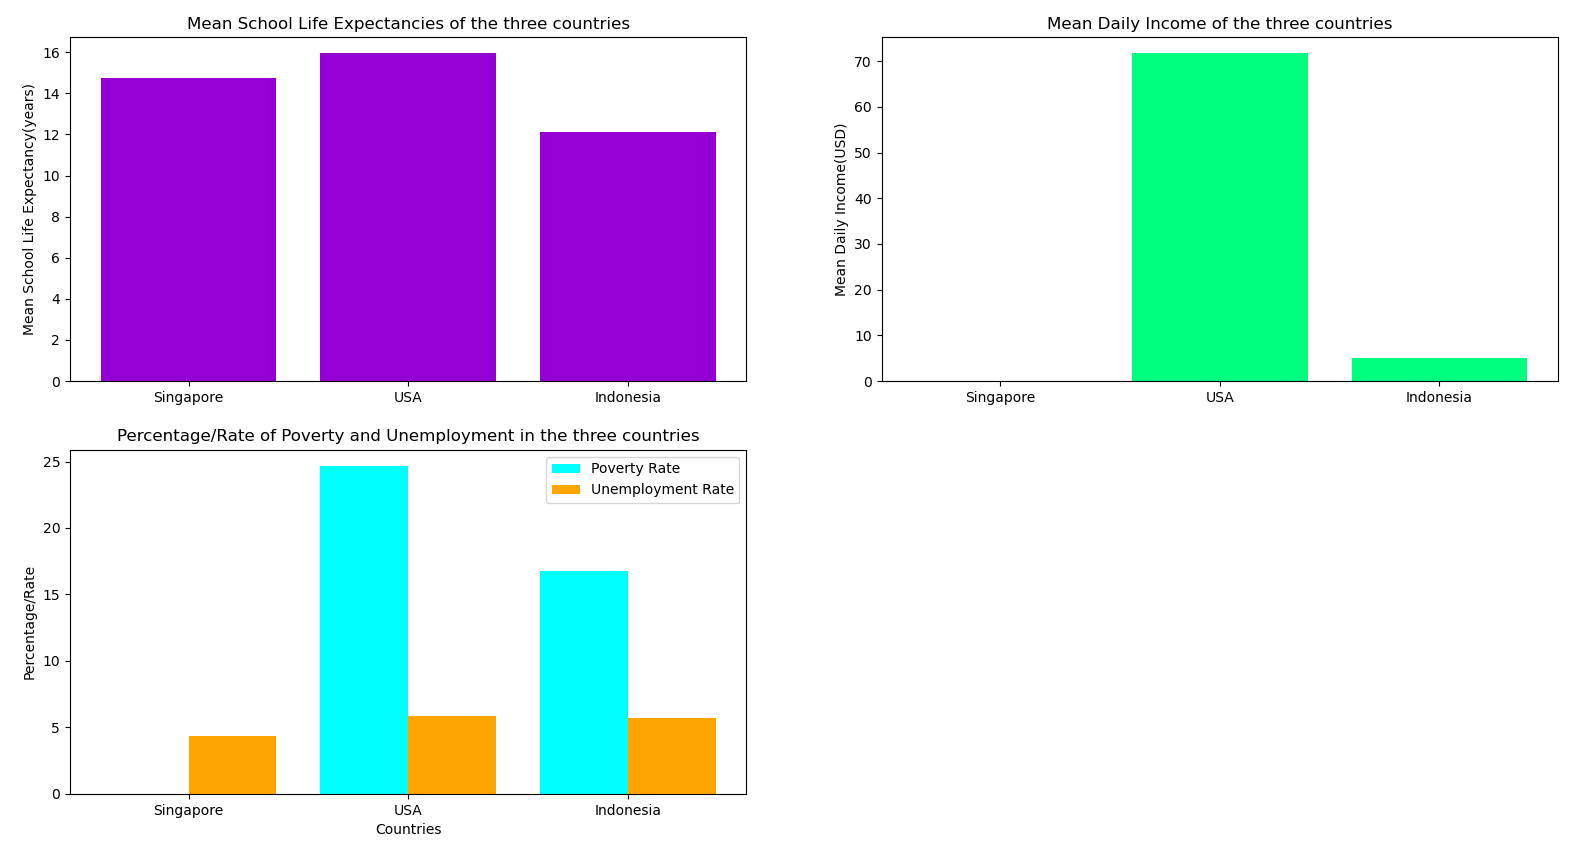 Mean School Life Expectancies of the three countries
Mean School Life Expectancy(years)
16
14
12
10
8
6
4
2
0
Singapore
USA
Indonesia
Mean Daily Income of the three countries
Mean Daily Income(USD)
70
60
50
40
30
20
10
0
Singapore
USA
Indonesia
Percentage/Rate of Poverty and Unemployment in the three countries
Percentage/Rate
25
20
15
10
5
0
Poverty Rate
Unemployment Rate
Singapore
USA
Indonesia
Countries